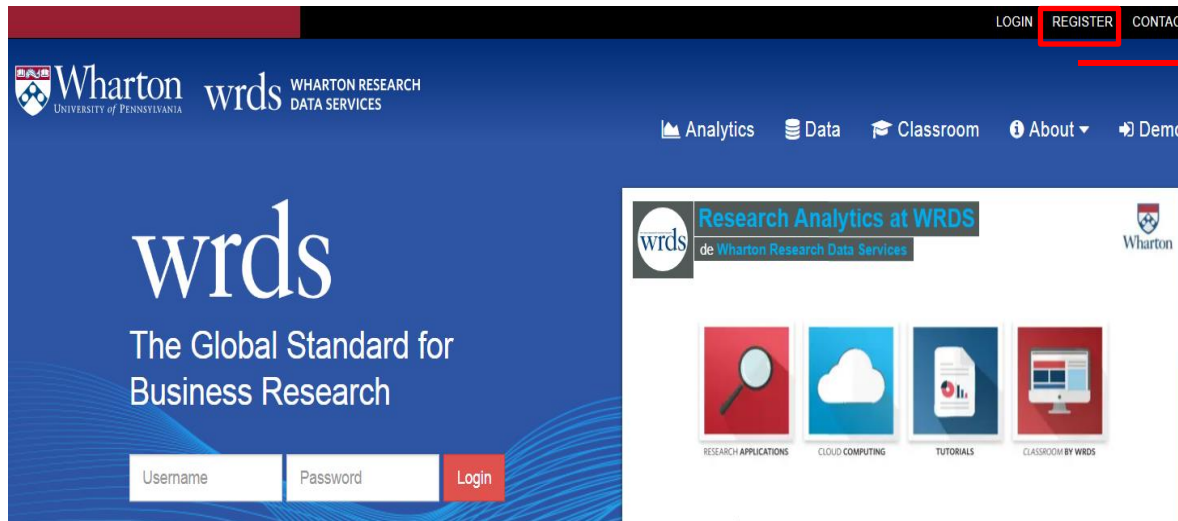 LOGIN REGISTER CONTAC
Wharton
UNIVERSITY of PENNSYLVANIA
wrds WHARTON RESEARCH
DATA SERVICES
Analytics Data Classroom About Demo
wrds
The Global Standard for
Business Research
Username Password Login
wrds
Research Analytics at WRDS
de Wharton Research Data Services
Wharton
RESEARCH APPLICATIONS CLOUD COMPUTING TUTORIALS CLASSROOM BY WRDS